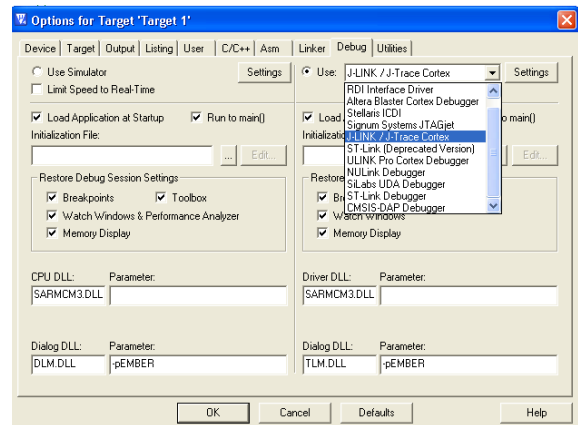 Options for Target 'Target 1'
Device Target Output Listing User C/C++ Asm Linker Debug Utilities
Use Simulator Settings
Limit Speed to Real-Time
Use: J-LINK / J-Trace Cortex Settings
RDI Interface Driver
Altera Blaster Cortex Debugger
Stellaris ICDI
Signum Systems JTAGjet
J-LINK / J-Trace Cortex
ST-Link (Deprecated Version)
ULINK Pro Cortex Debugger
NULink Debugger
SiLabs UDA Debugger
ST-Link Debugger
CMSIS-DAP Debugger
Load Application at Startup Run to main()
Initialization File:
... Edit...
Restore Debug Session Settings
Breakpoints Toolbox
Watch Windows & Performance Analyzer
Memory Display
Load o main()
Initializatio
Edit...
Restore
Br
Watch Windows
Memory Display
CPU DLL: Parameter:
SARMCM3.DLL
Driver DLL: Parameter:
SARMCM3.DLL
Dialog DLL: Parameter:
DLM.DLL -pEMBER
Dialog DLL: Parameter:
TLM.DLL -pEMBER
OK Cancel Defaults Help